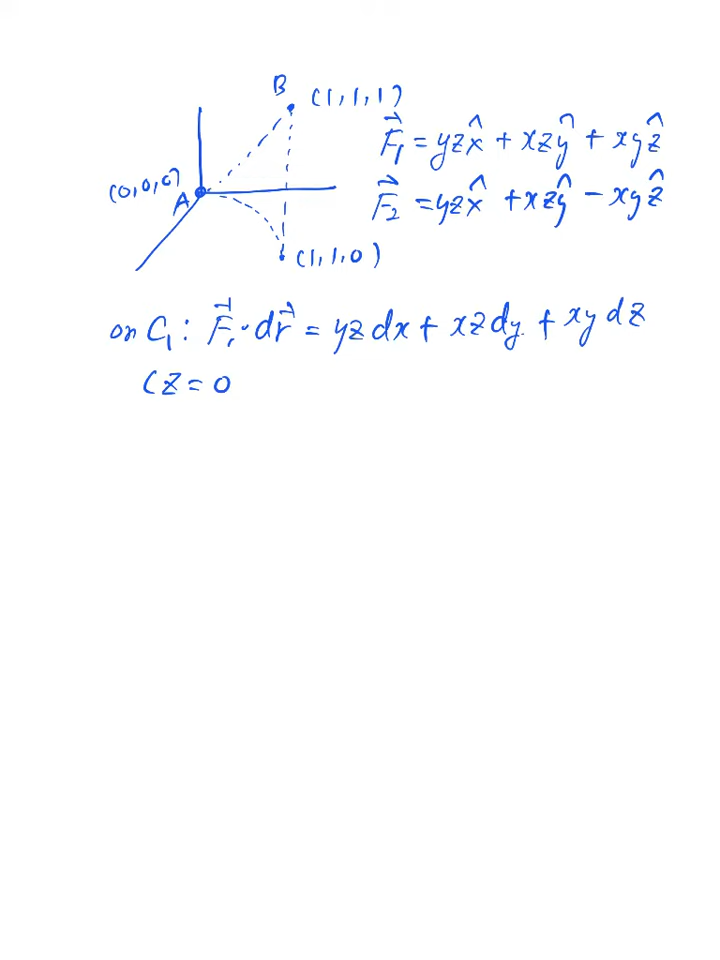 B (1,1,1)
F⃗₁ = yz x̂ + xz ŷ + xy ẑ
(0,0,0) A
F⃗₂ = yz x̂ + xz ŷ − xy ẑ
(1,1,0)
on C₁ : F⃗₁ · dr⃗ = yz dx + xz dy + xy dz
(z = 0